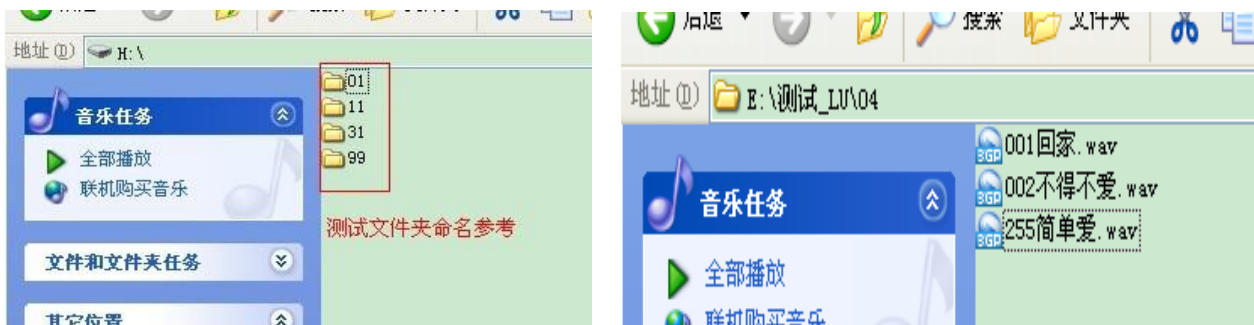 地址(D) H:\
音乐任务
全部播放
联机购买音乐
文件和文件夹任务
其它位置
01
11
31
99
测试文件夹命名参考
后退 搜索 文件夹
地址(D) E:\测试_LU\04
音乐任务
全部播放
联机购买音乐
001回家.wav
002不得不爱.wav
255简单爱.wav